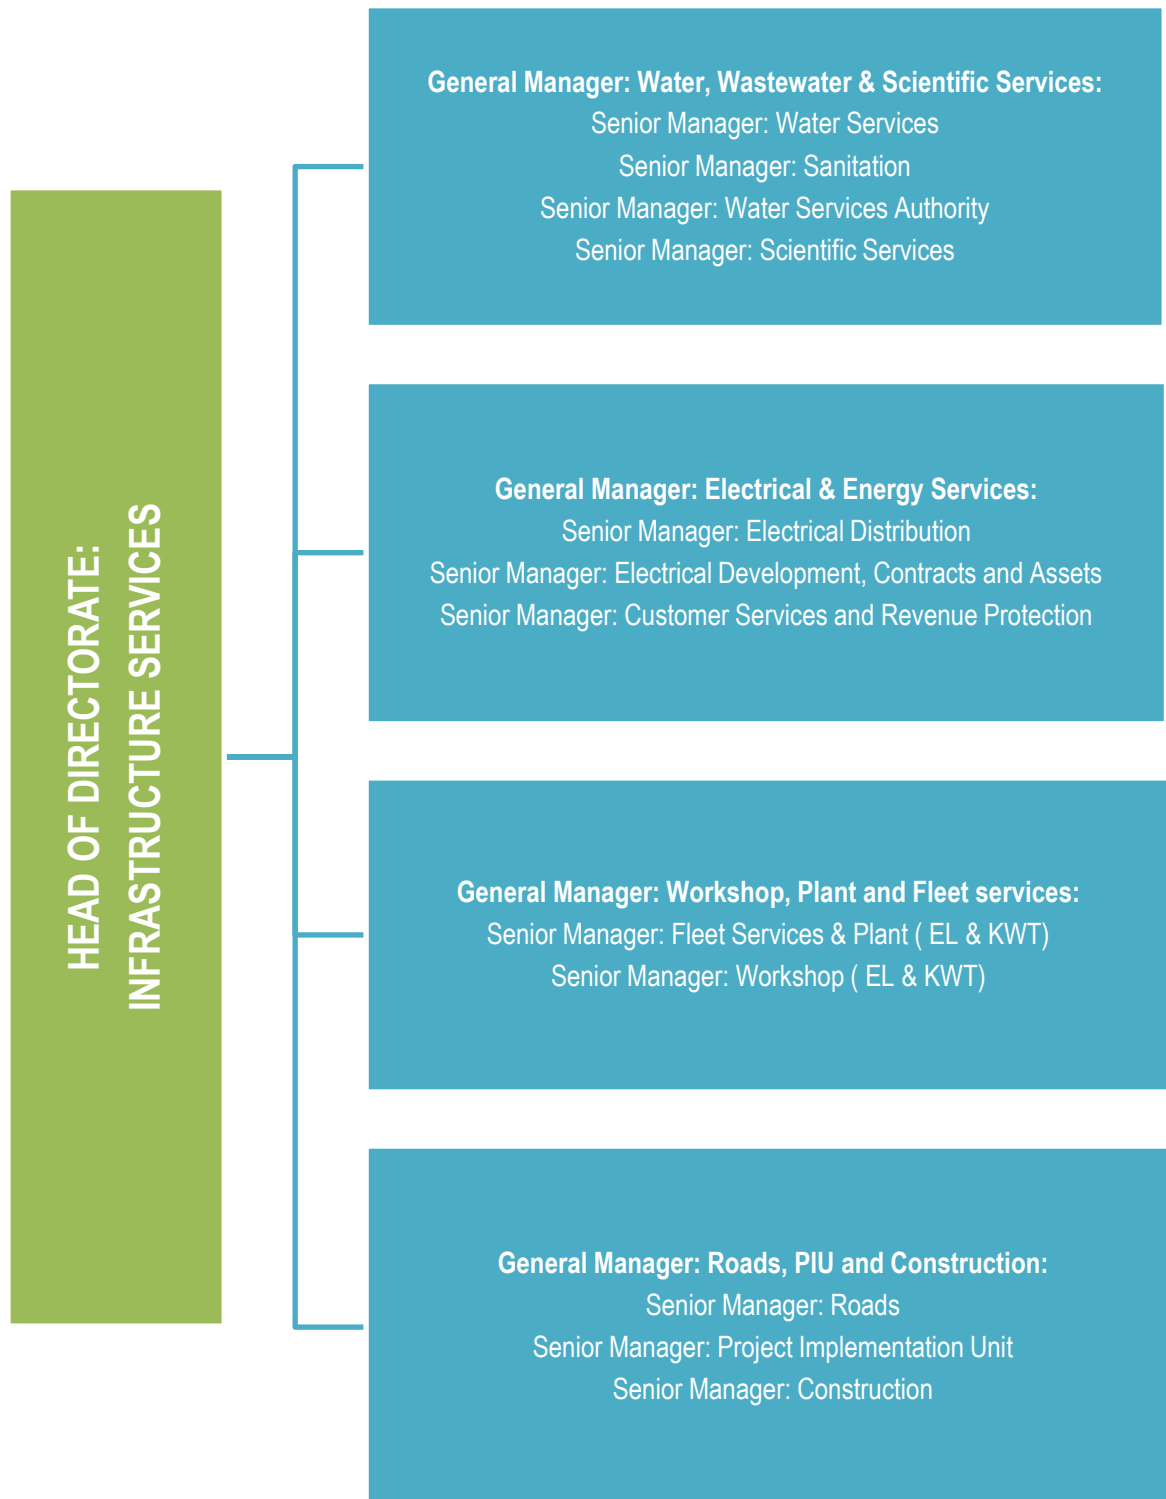 HEAD OF DIRECTORATE:
INFRASTRUCTURE SERVICES
General Manager: Water, Wastewater & Scientific Services:
Senior Manager: Water Services
Senior Manager: Sanitation
Senior Manager: Water Services Authority
Senior Manager: Scientific Services
General Manager: Electrical & Energy Services:
Senior Manager: Electrical Distribution
Senior Manager: Electrical Development, Contracts and Assets
Senior Manager: Customer Services and Revenue Protection
General Manager: Workshop, Plant and Fleet services:
Senior Manager: Fleet Services & Plant ( EL & KWT)
Senior Manager: Workshop ( EL & KWT)
General Manager: Roads, PIU and Construction:
Senior Manager: Roads
Senior Manager: Project Implementation Unit
Senior Manager: Construction